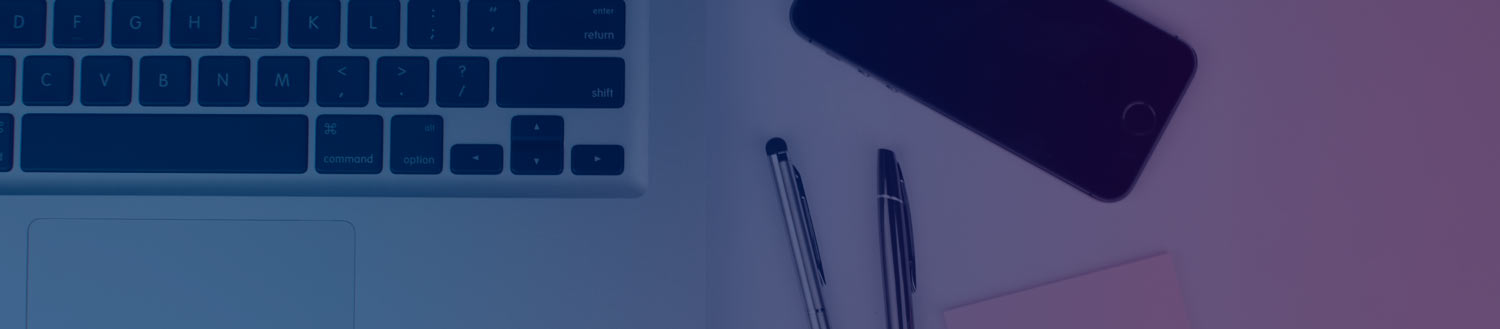 D F G H J K L : ; " ' enter return
C V B N M < , > . ? / shift
⌘ command alt option ◄ ▲ ▼ ►